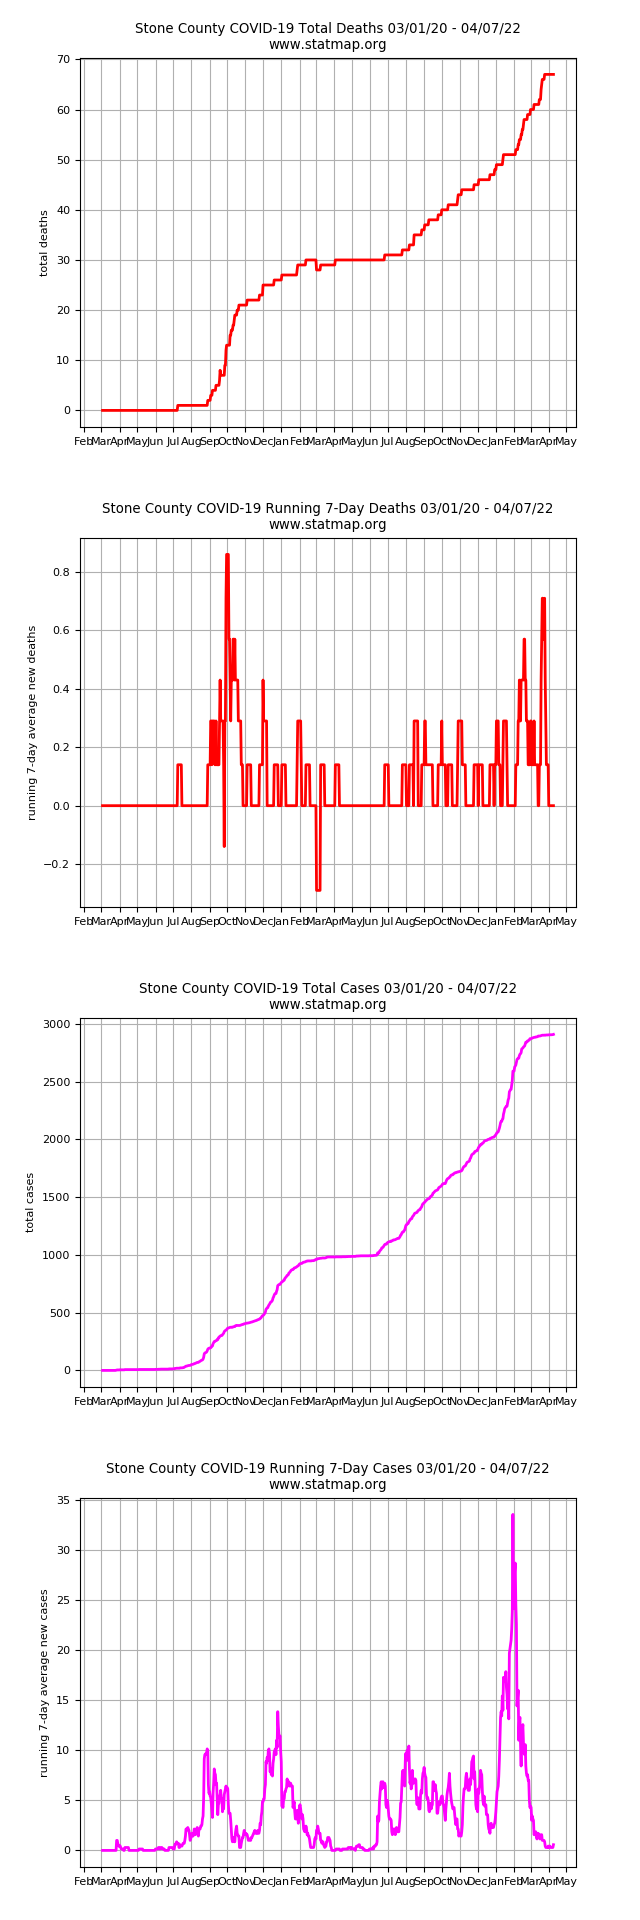 Stone County COVID-19 Total Deaths 03/01/20 - 04/07/22
www.statmap.org
total deaths
70
60
50
40
30
20
10
0
Feb Mar Apr May Jun Jul Aug Sep Oct Nov Dec Jan Feb Mar Apr May Jun Jul Aug Sep Oct Nov Dec Jan Feb Mar Apr May
Stone County COVID-19 Running 7-Day Deaths 03/01/20 - 04/07/22
www.statmap.org
running 7-day average new deaths
0.8
0.6
0.4
0.2
0.0
−0.2
Feb Mar Apr May Jun Jul Aug Sep Oct Nov Dec Jan Feb Mar Apr May Jun Jul Aug Sep Oct Nov Dec Jan Feb Mar Apr May
Stone County COVID-19 Total Cases 03/01/20 - 04/07/22
www.statmap.org
total cases
3000
2500
2000
1500
1000
500
0
Feb Mar Apr May Jun Jul Aug Sep Oct Nov Dec Jan Feb Mar Apr May Jun Jul Aug Sep Oct Nov Dec Jan Feb Mar Apr May
Stone County COVID-19 Running 7-Day Cases 03/01/20 - 04/07/22
www.statmap.org
running 7-day average new cases
35
30
25
20
15
10
5
0
Feb Mar Apr May Jun Jul Aug Sep Oct Nov Dec Jan Feb Mar Apr May Jun Jul Aug Sep Oct Nov Dec Jan Feb Mar Apr May